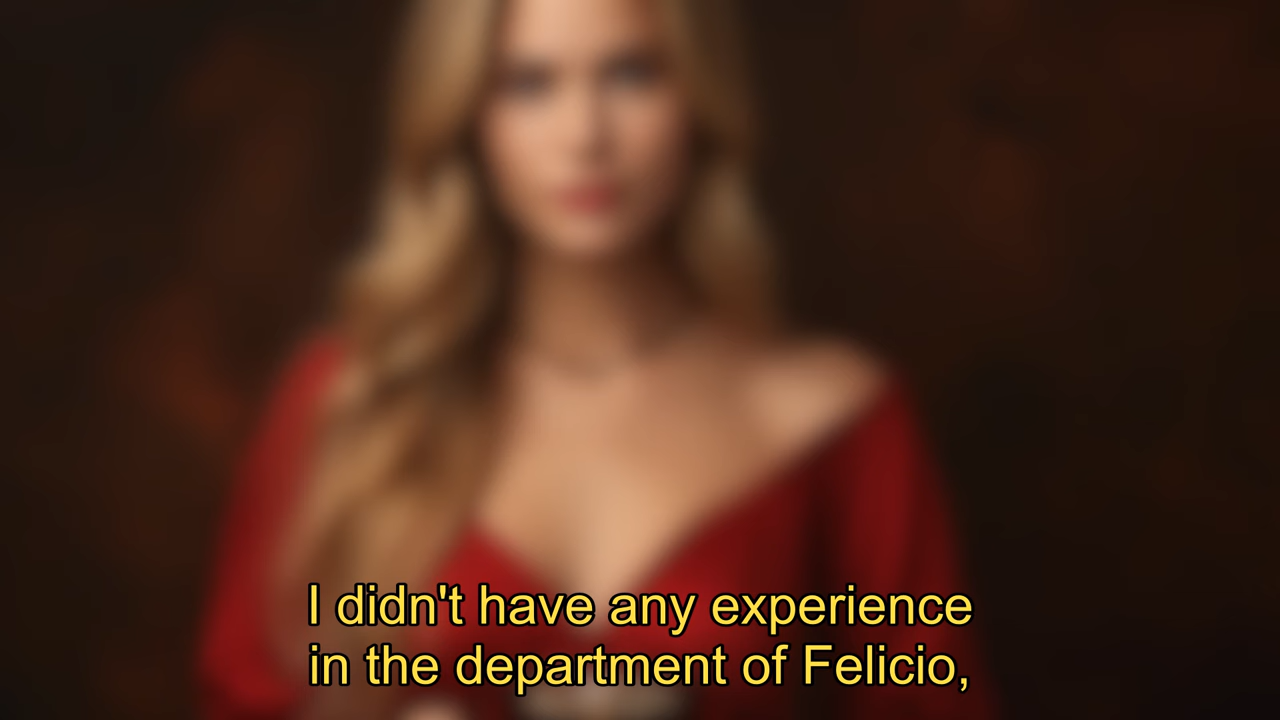 I didn't have any experience
in the department of Felicio,